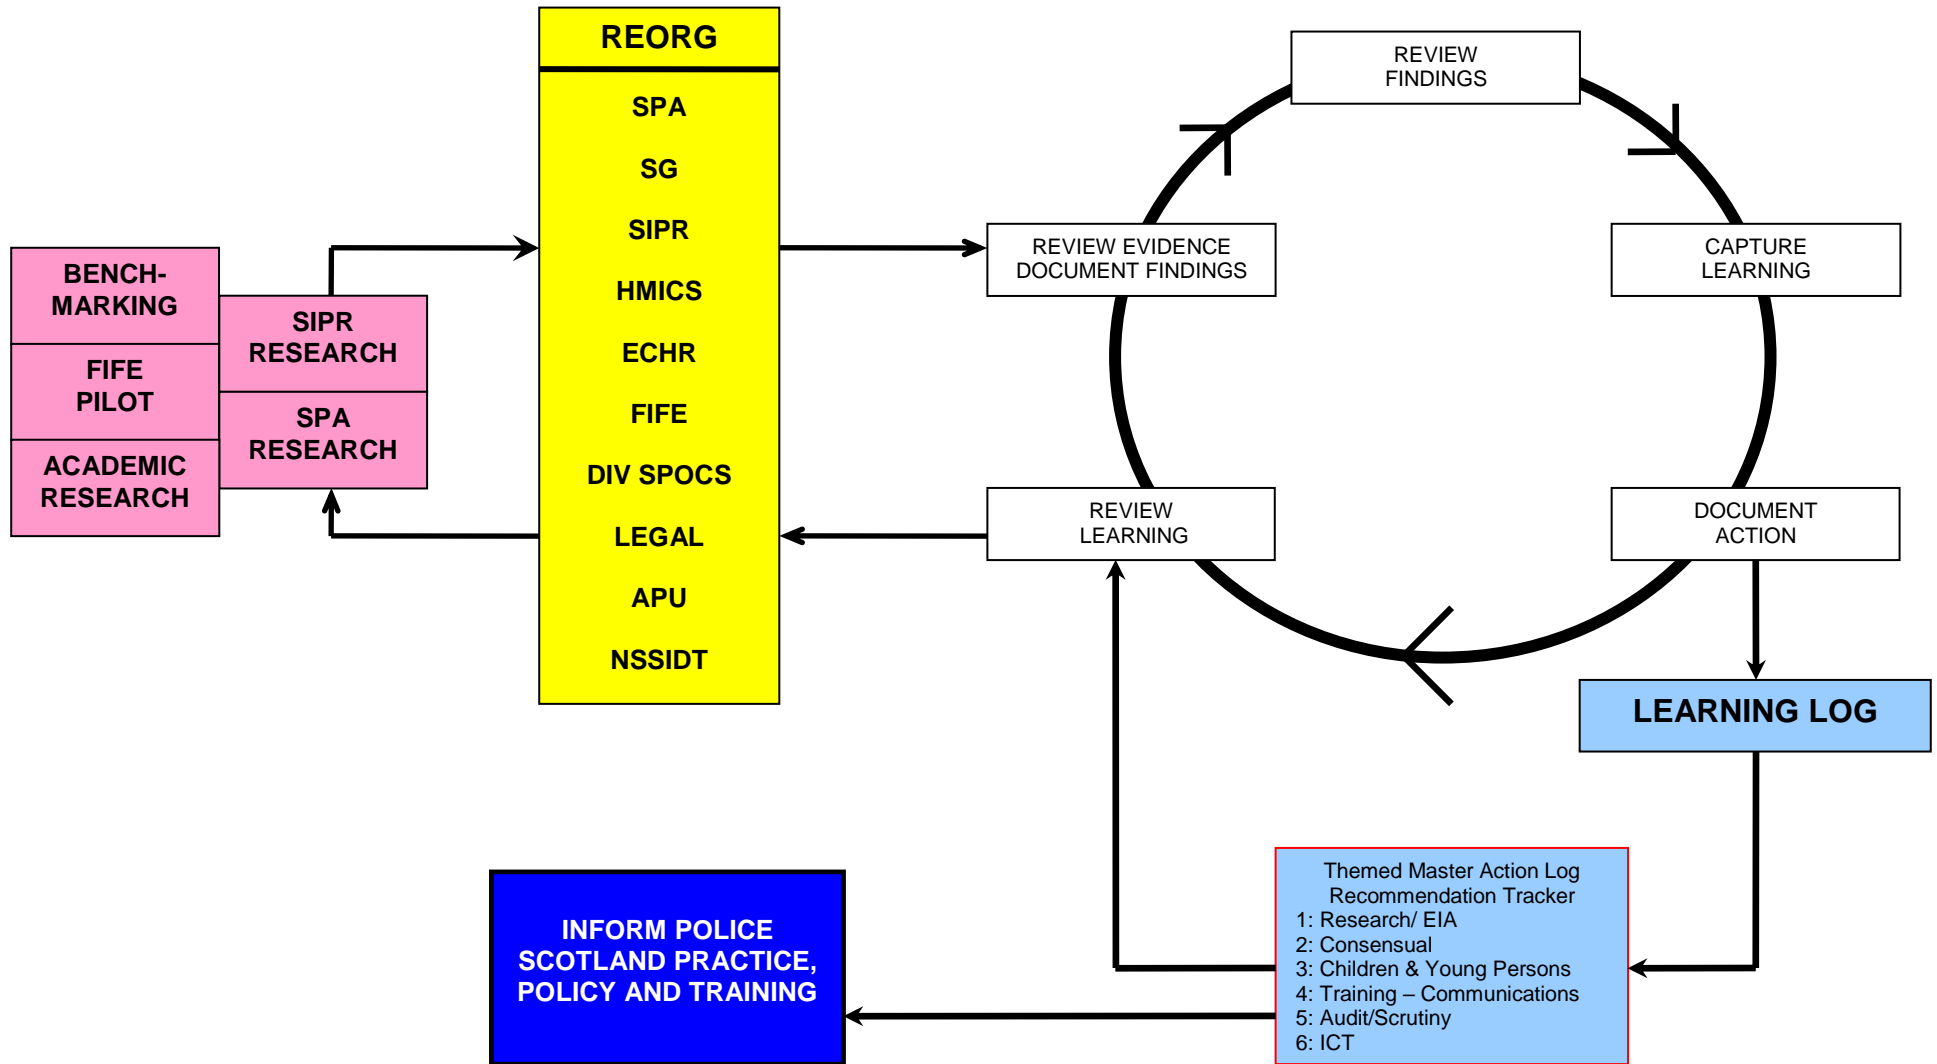 BENCH-
MARKING
FIFE
PILOT
ACADEMIC
RESEARCH
SIPR
RESEARCH
SPA
RESEARCH
REORG
SPA
SG
SIPR
HMICS
ECHR
FIFE
DIV SPOCS
LEGAL
APU
NSSIDT
REVIEW
FINDINGS
REVIEW EVIDENCE
DOCUMENT FINDINGS
CAPTURE
LEARNING
REVIEW
LEARNING
DOCUMENT
ACTION
LEARNING LOG
INFORM POLICE
SCOTLAND PRACTICE,
POLICY AND TRAINING
Themed Master Action Log
Recommendation Tracker
1: Research/ EIA
2: Consensual
3: Children & Young Persons
4: Training – Communications
5: Audit/Scrutiny
6: ICT